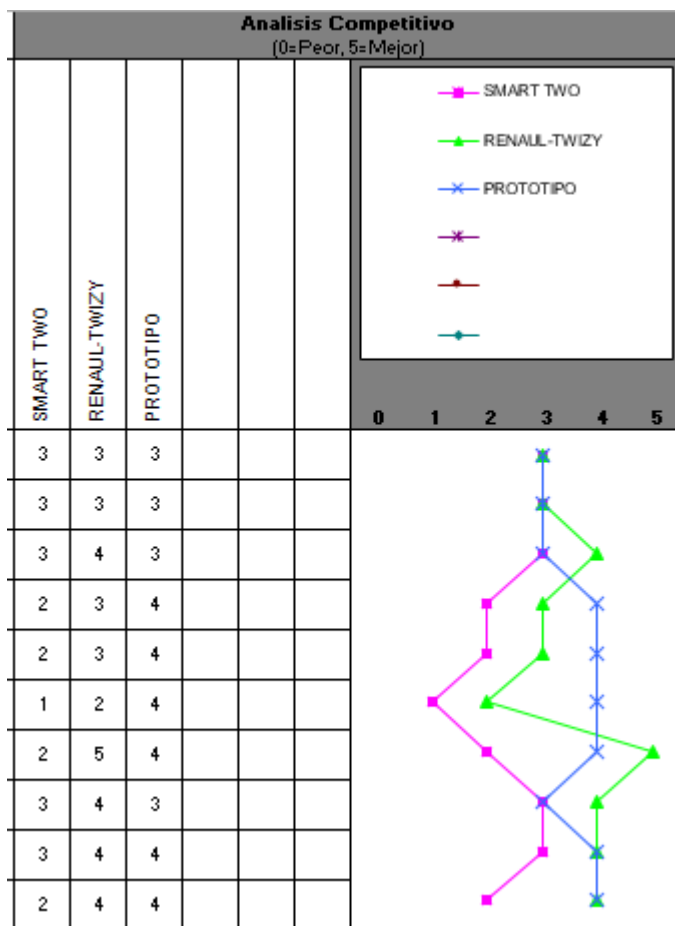 Analisis Competitivo
(0=Peor, 5=Mejor)
SMART TWO
RENAUL-TWIZY
PROTOTIPO
SMART TWO
RENAUL-TWIZY
PROTOTIPO
0 1 2 3 4 5
3 3 3
3 3 3
3 4 3
2 3 4
2 3 4
1 2 4
2 5 4
3 4 3
3 4 4
2 4 4